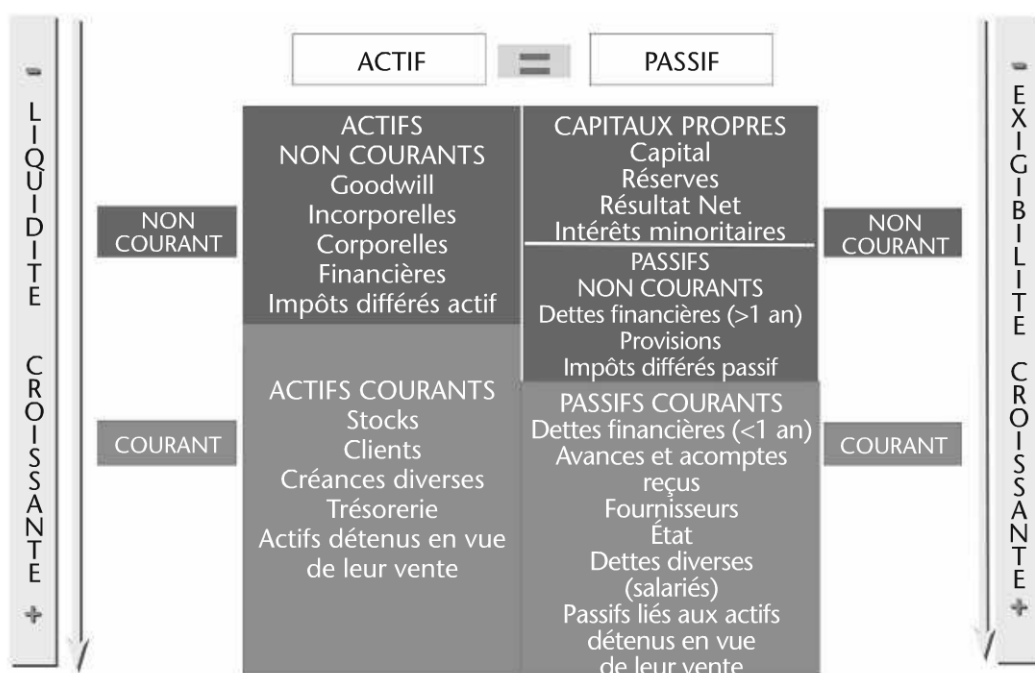 ACTIF
=
PASSIF
- LIQUIDITE CROISSANTE +
NON
COURANT
COURANT
ACTIFS
NON COURANTS
Goodwill
Incorporelles
Corporelles
Financières
Impôts différés actif
ACTIFS COURANTS
Stocks
Clients
Créances diverses
Trésorerie
Actifs détenus en vue
de leur vente
CAPITAUX PROPRES
Capital
Réserves
Résultat Net
Intérêts minoritaires
PASSIFS
NON COURANTS
Dettes financières (>1 an)
Provisions
Impôts différés passif
PASSIFS COURANTS
Dettes financières (<1 an)
Avances et acomptes
reçus
Fournisseurs
État
Dettes diverses
(salariés)
Passifs liés aux actifs
détenus en vue
de leur vente
NON
COURANT
COURANT
- EXIGIBILITE CROISSANTE +